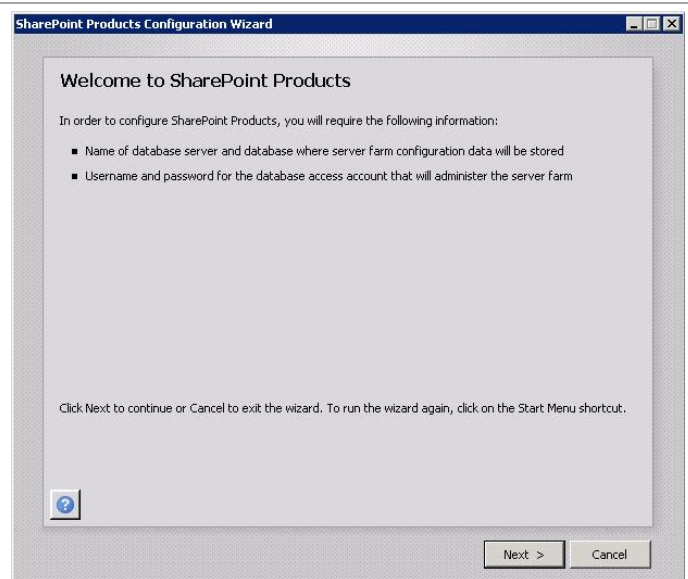 SharePoint Products Configuration Wizard
Welcome to SharePoint Products
In order to configure SharePoint Products, you will require the following information:
Name of database server and database where server farm configuration data will be stored
Username and password for the database access account that will administer the server farm
Click Next to continue or Cancel to exit the wizard. To run the wizard again, click on the Start Menu shortcut.
?
Next >
Cancel